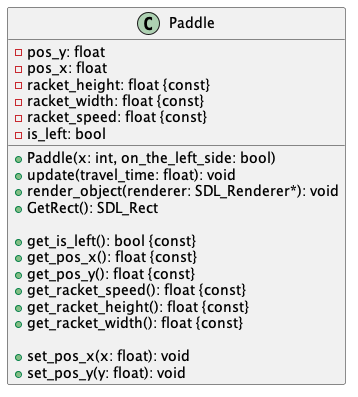 C Paddle
pos_y: float
pos_x: float
racket_height: float {const}
racket_width: float {const}
racket_speed: float {const}
is_left: bool
Paddle(x: int, on_the_left_side: bool)
update(travel_time: float): void
render_object(renderer: SDL_Renderer*): void
GetRect(): SDL_Rect
get_is_left(): bool {const}
get_pos_x(): float {const}
get_pos_y(): float {const}
get_racket_speed(): float {const}
get_racket_height(): float {const}
get_racket_width(): float {const}
set_pos_x(x: float): void
set_pos_y(y: float): void